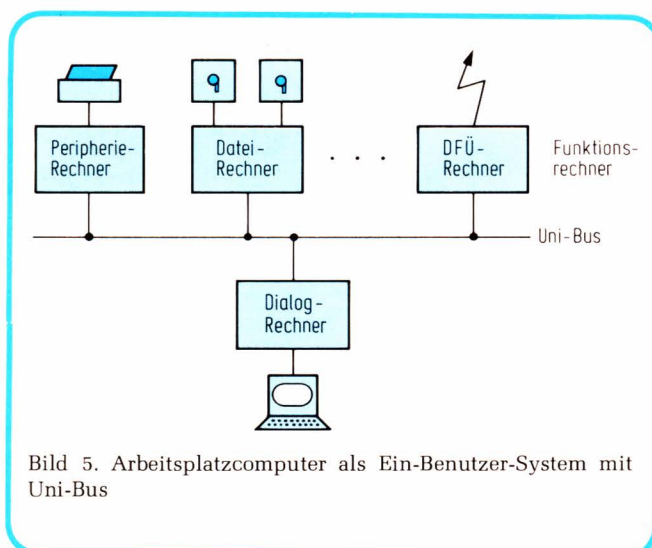 Peripherie-
Rechner
Datei-
Rechner
. . .
DFÜ-
Rechner
Funktions-
rechner
Uni-Bus
Dialog-
Rechner
Bild 5. Arbeitsplatzcomputer als Ein-Benutzer-System mit
Uni-Bus